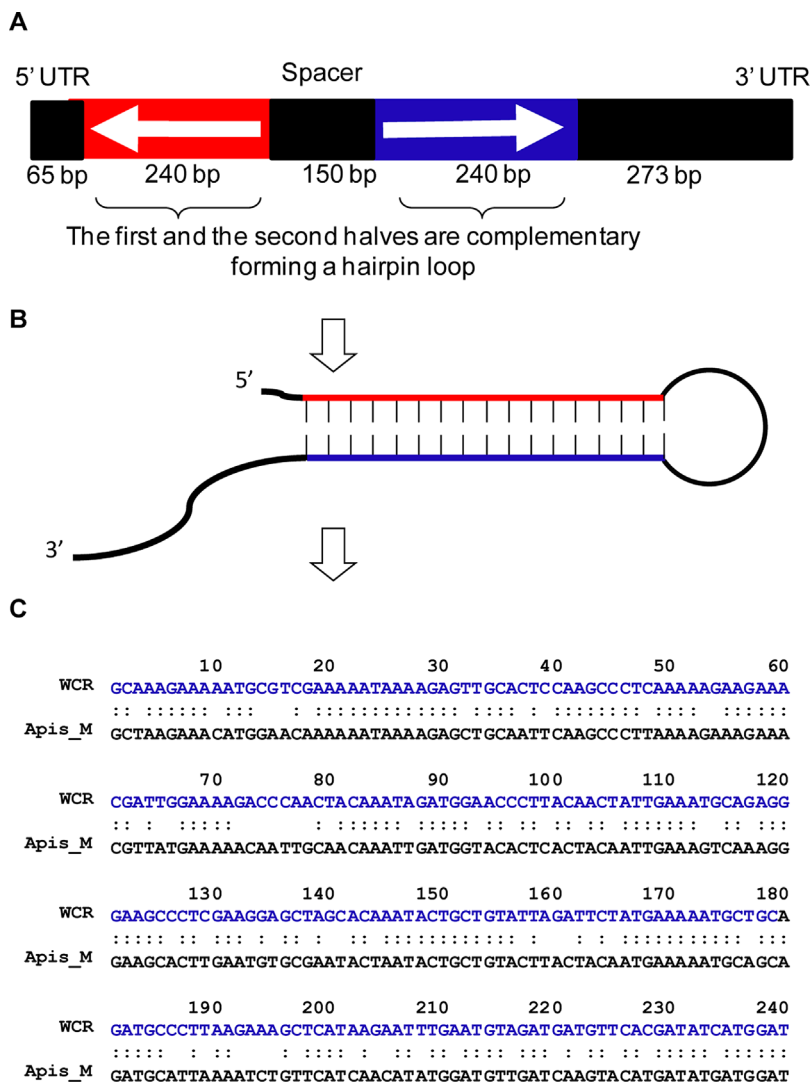 A
5' UTR Spacer 3' UTR
65 bp 240 bp 150 bp 240 bp 273 bp
The first and the second halves are complementary
forming a hairpin loop
B
5'
3'
C
10 20 30 40 50 60
WCR GCAAAGAAAAATGCGTCGAAAAATAAAAGAGTTGCACTCCAAGCCCTCAAAAAGAAGAAA
Apis_M GCTAAGAAACATGGAACAAAAAATAAAAGAGCTGCAATTCAAGCCCTTAAAAGAAAGAAA
70 80 90 100 110 120
WCR CGATTGGAAAAGACCCAACTACAAATAGATGGAACCCTTACAACTATTGAAATGCAGAGG
Apis_M CGTTATGAAAAACAATTGCAACAAATTGATGGTACACTCACTACAATTGAAAGTCAAAGG
130 140 150 160 170 180
WCR GAAGCCCTCGAAGGAGCTAGCACAAATACTGCTGTATTAGATTCTATGAAAAATGCTGCA
Apis_M GAAGCACTTGAATGTGCGAATACTAATACTGCTGTACTTACTACAATGAAAAATGCAGCA
190 200 210 220 230 240
WCR GATGCCCTTAAGAAAGCTCATAAGAATTTGAATGTAGATGATGTTCACGATATCATGGAT
Apis_M GATGCATTAAAATCTGTTCATCAACATATGGATGTTGATCAAGTACATGATATGATGGAT